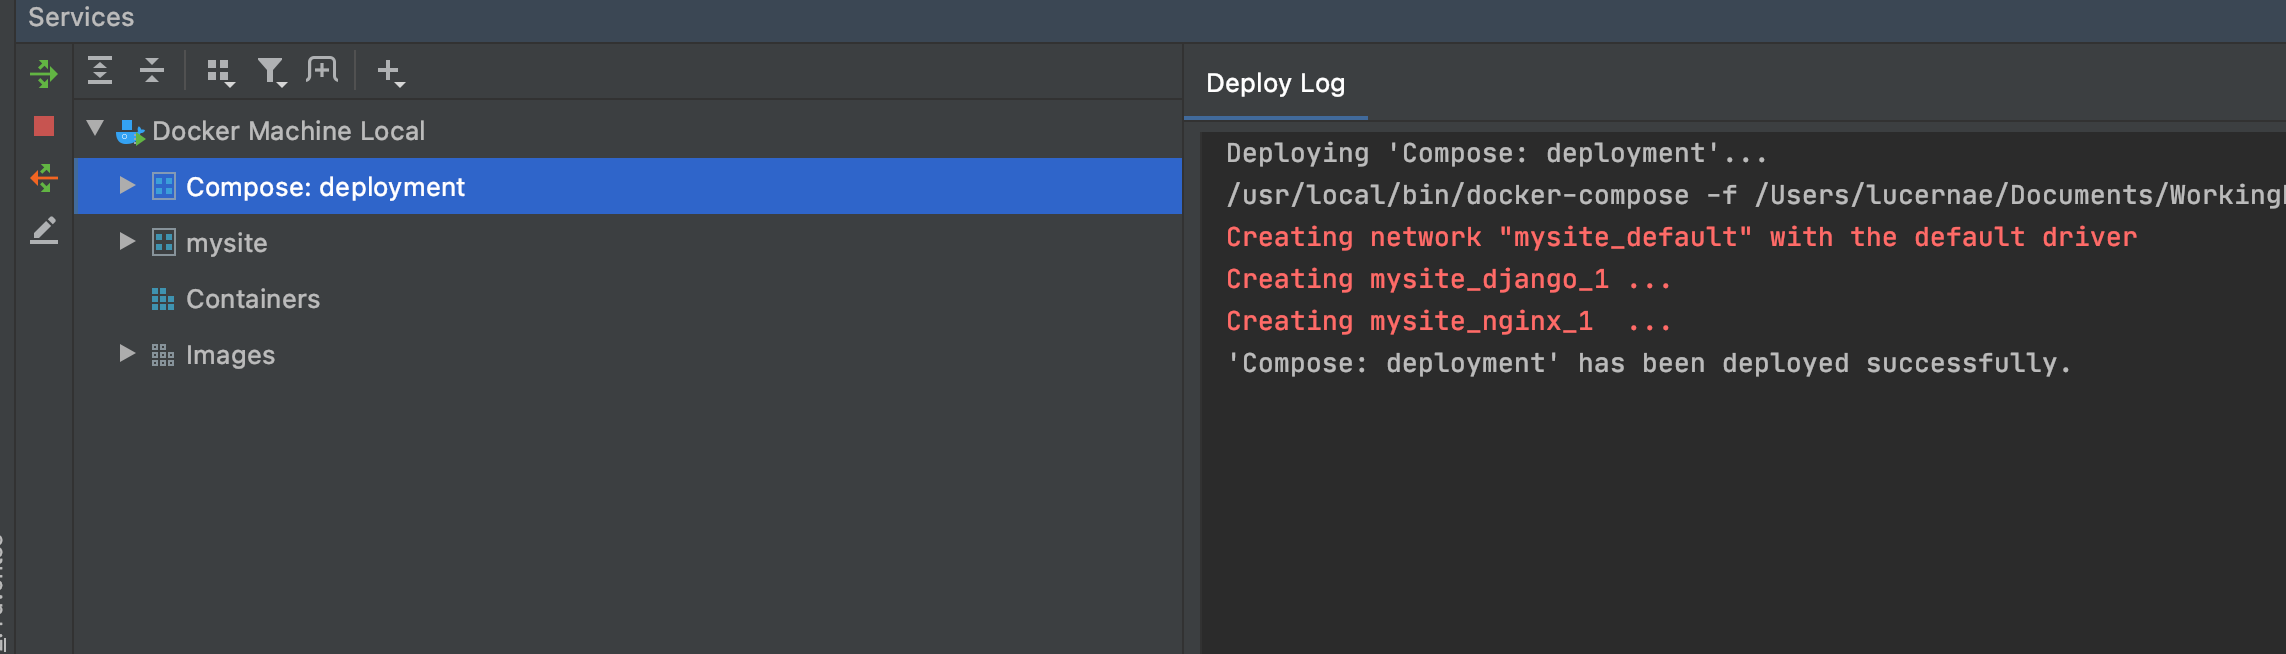 Services
Docker Machine Local
Compose: deployment
mysite
Containers
Images
Deploy Log
Deploying 'Compose: deployment'...
/usr/local/bin/docker-compose -f /Users/lucernae/Documents/Working
Creating network "mysite_default" with the default driver
Creating mysite_django_1 ...
Creating mysite_nginx_1  ...
'Compose: deployment' has been deployed successfully.